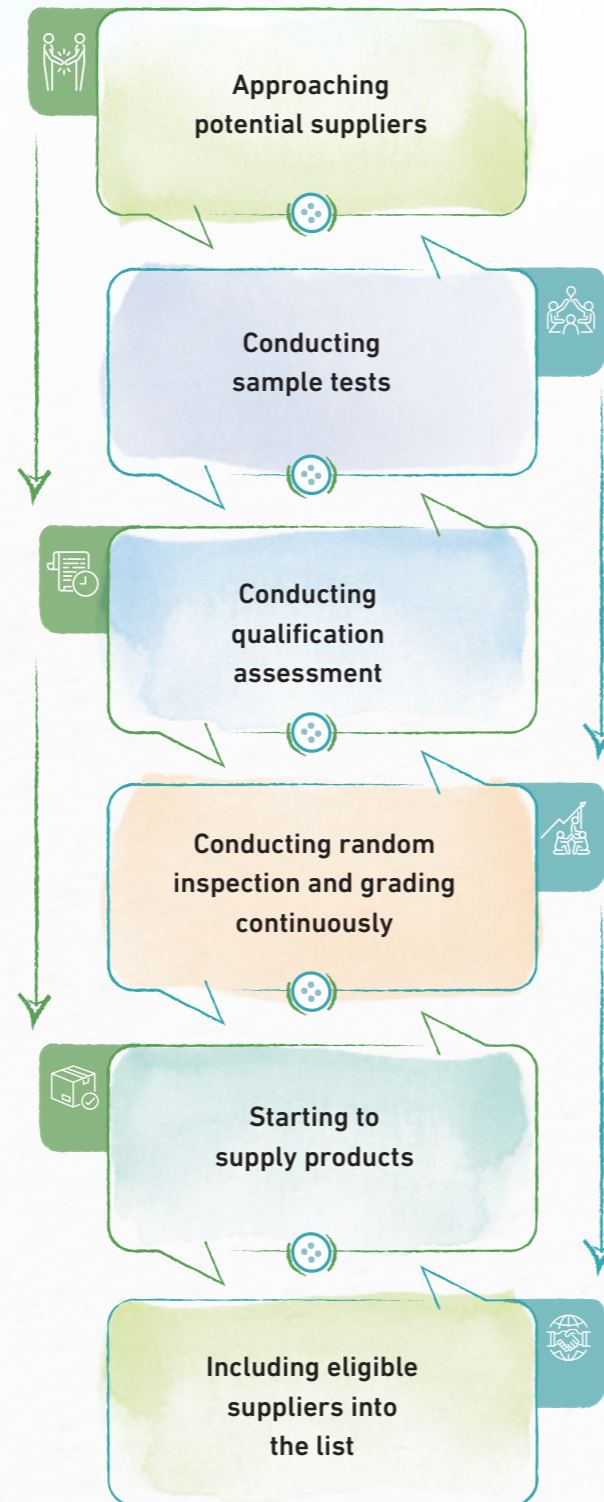 Approaching
potential suppliers
Conducting
sample tests
Conducting
qualification
assessment
Conducting random
inspection and grading
continuously
Starting to
supply products
Including eligible
suppliers into
the list